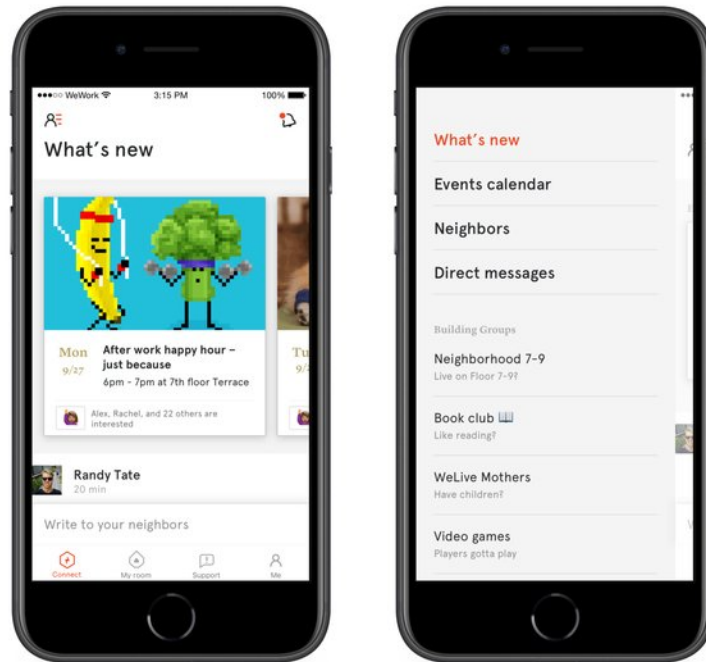 WeWork 3:15 PM 100%
What's new
Mon
9/27
After work happy hour –
just because
6pm - 7pm at 7th floor Terrace
Alex, Rachel, and 22 others are
interested
Tu
9/
Randy Tate
20 min
Write to your neighbors
Connect My room Support Me
What's new
Events calendar
Neighbors
Direct messages
Building Groups
Neighborhood 7-9
Live on Floor 7-9?
Book club 📖
Like reading?
WeLive Mothers
Have children?
Video games
Players gotta play